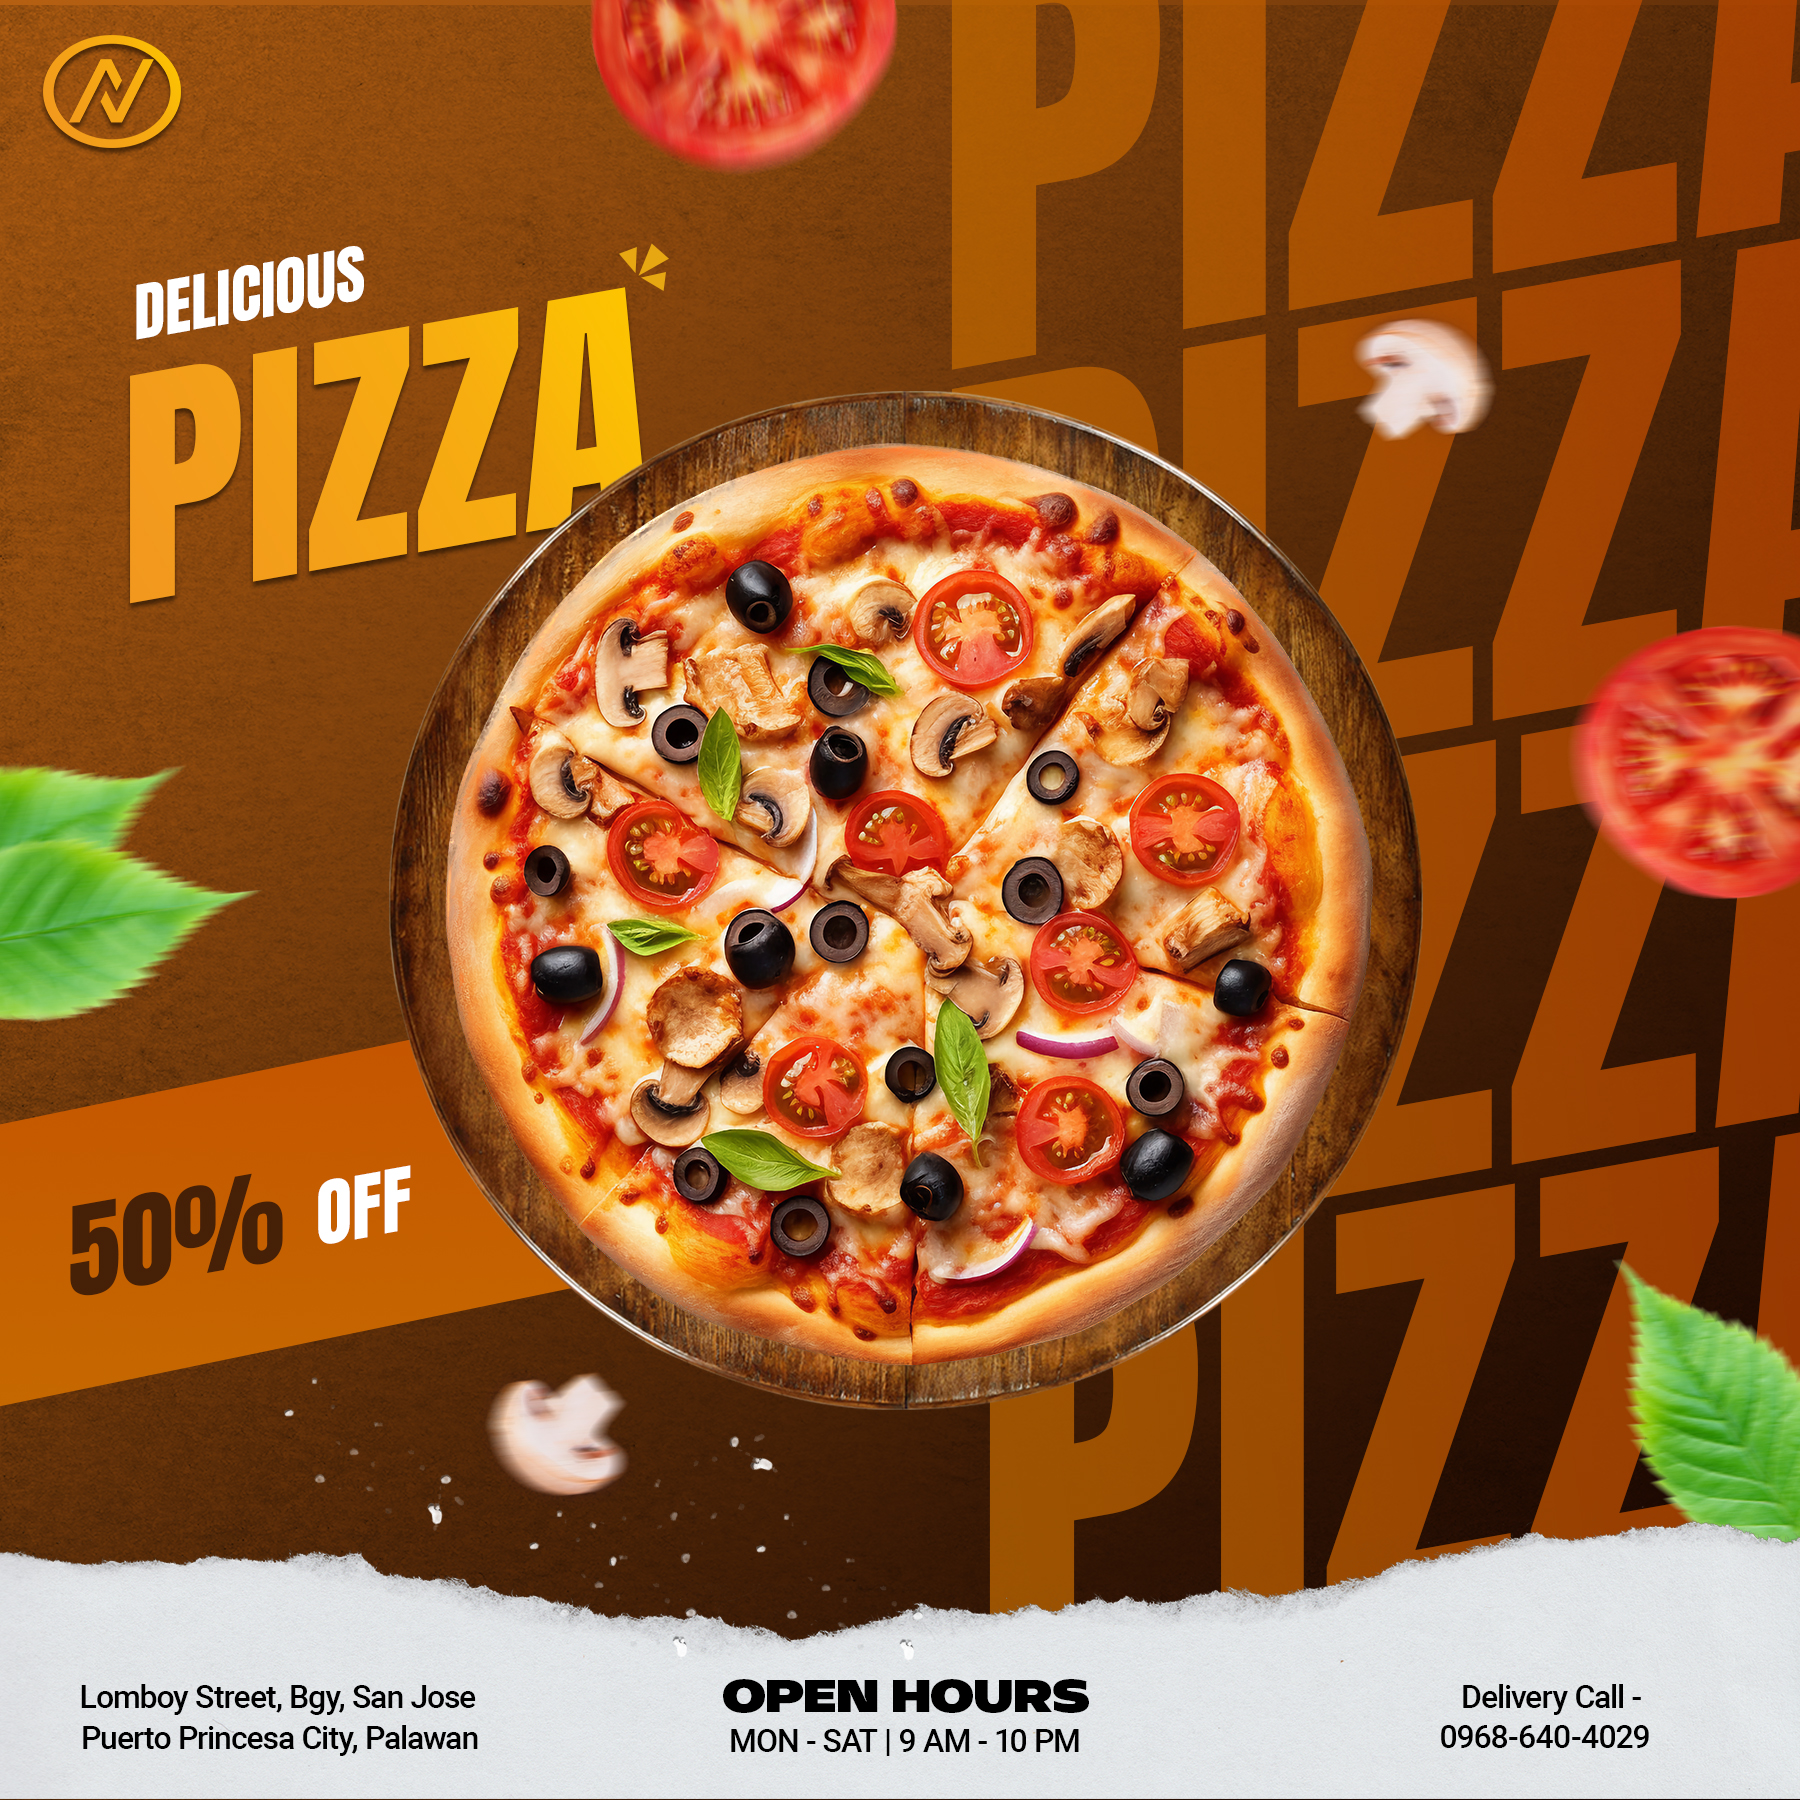 DELICIOUS
PIZZA
PIZZA
PIZZA
PIZZA
PIZZA
50% OFF
Lomboy Street, Bgy, San Jose
Puerto Princesa City, Palawan
OPEN HOURS
MON - SAT | 9 AM - 10 PM
Delivery Call -
0968-640-4029